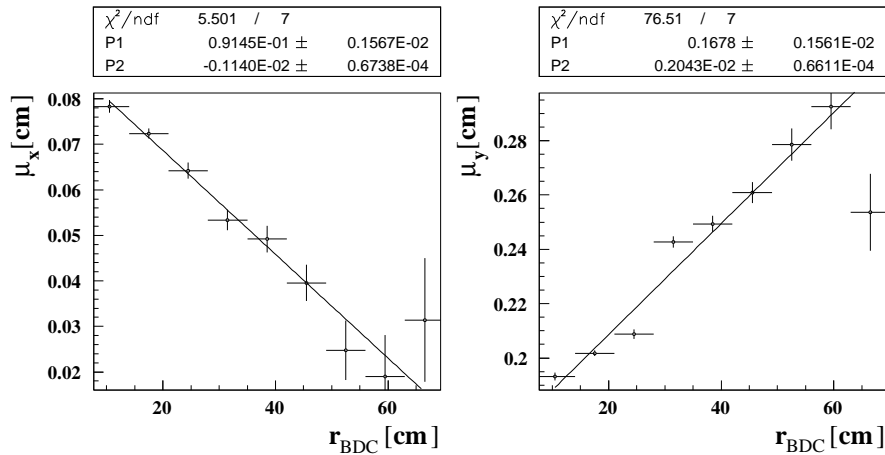 χ²/ndf 5.501 / 7
P1 0.9145E-01 ± 0.1567E-02
P2 -0.1140E-02 ± 0.6738E-04
μx [cm]
0.08
0.07
0.06
0.05
0.04
0.03
0.02
20 40 60
rBDC [cm]
χ²/ndf 76.51 / 7
P1 0.1678 ± 0.1561E-02
P2 0.2043E-02 ± 0.6611E-04
μy [cm]
0.28
0.26
0.24
0.22
0.2
20 40 60
rBDC [cm]